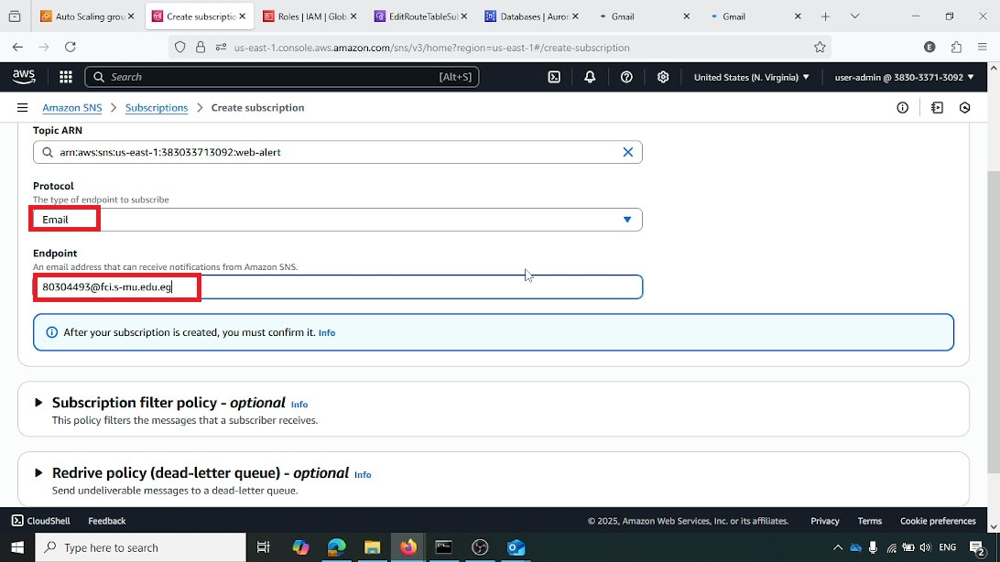 Auto Scaling grou
Create subscriptio
Roles | IAM | Glob
EditRouteTableSu
Databases | Auror
Gmail
Gmail
us-east-1.console.aws.amazon.com/sns/v3/home?region=us-east-1#/create-subscription
E
aws
Search
[Alt+S]
United States (N. Virginia)
user-admin @ 3830-3371-3092
Amazon SNS
Subscriptions
Create subscription
Topic ARN
arn:aws:sns:us-east-1:383033713092:web-alert
Protocol
The type of endpoint to subscribe
Email
Endpoint
An email address that can receive notifications from Amazon SNS.
80304493@fci.s-mu.edu.eg
After your subscription is created, you must confirm it. Info
Subscription filter policy - optional Info
This policy filters the messages that a subscriber receives.
Redrive policy (dead-letter queue) - optional Info
Send undeliverable messages to a dead-letter queue.
CloudShell
Feedback
© 2025, Amazon Web Services, Inc. or its affiliates.
Privacy
Terms
Cookie preferences
Type here to search
ENG
2